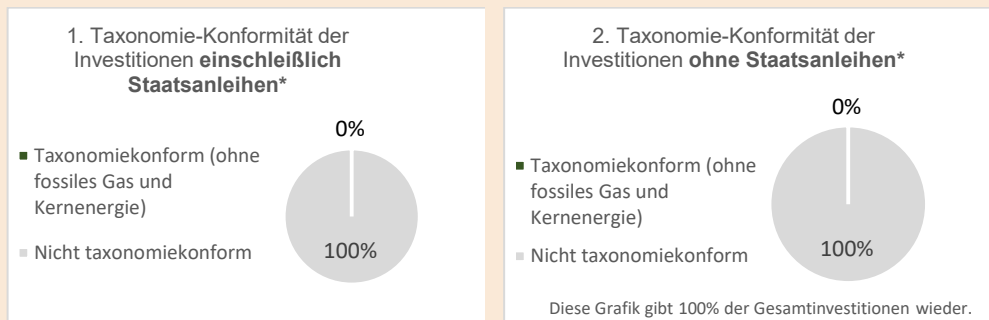 1. Taxonomie-Konformität der
Investitionen einschleißlich
Staatsanleihen*
0%
Taxonomiekonform (ohne
fossiles Gas und
Kernenergie)
Nicht taxonomiekonform
100%
2. Taxonomie-Konformität der
Investitionen ohne Staatsanleihen*
0%
Taxonomiekonform (ohne
fossiles Gas und
Kernenergie)
Nicht taxonomiekonform
100%
Diese Grafik gibt 100% der Gesamtinvestitionen wieder.